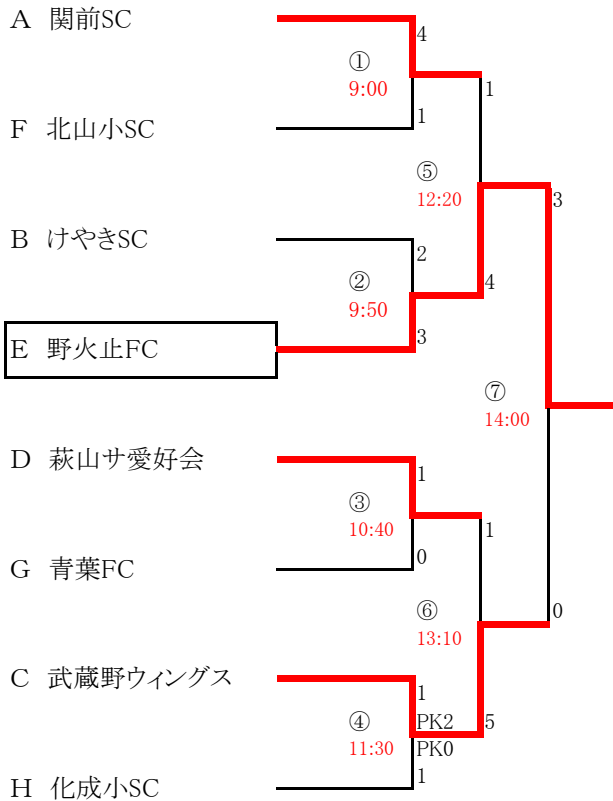 A 関前SC
4
①
9:00
1
1
F 北山小SC
⑤
12:20
3
B けやきSC
2
②
9:50
4
3
E 野火止FC
⑦
14:00
D 萩山サ愛好会
1
③
10:40
1
0
G 青葉FC
⑥
13:10
0
C 武蔵野ウィングス
1
④
PK2
5
11:30
PK0
1
H 化成小SC